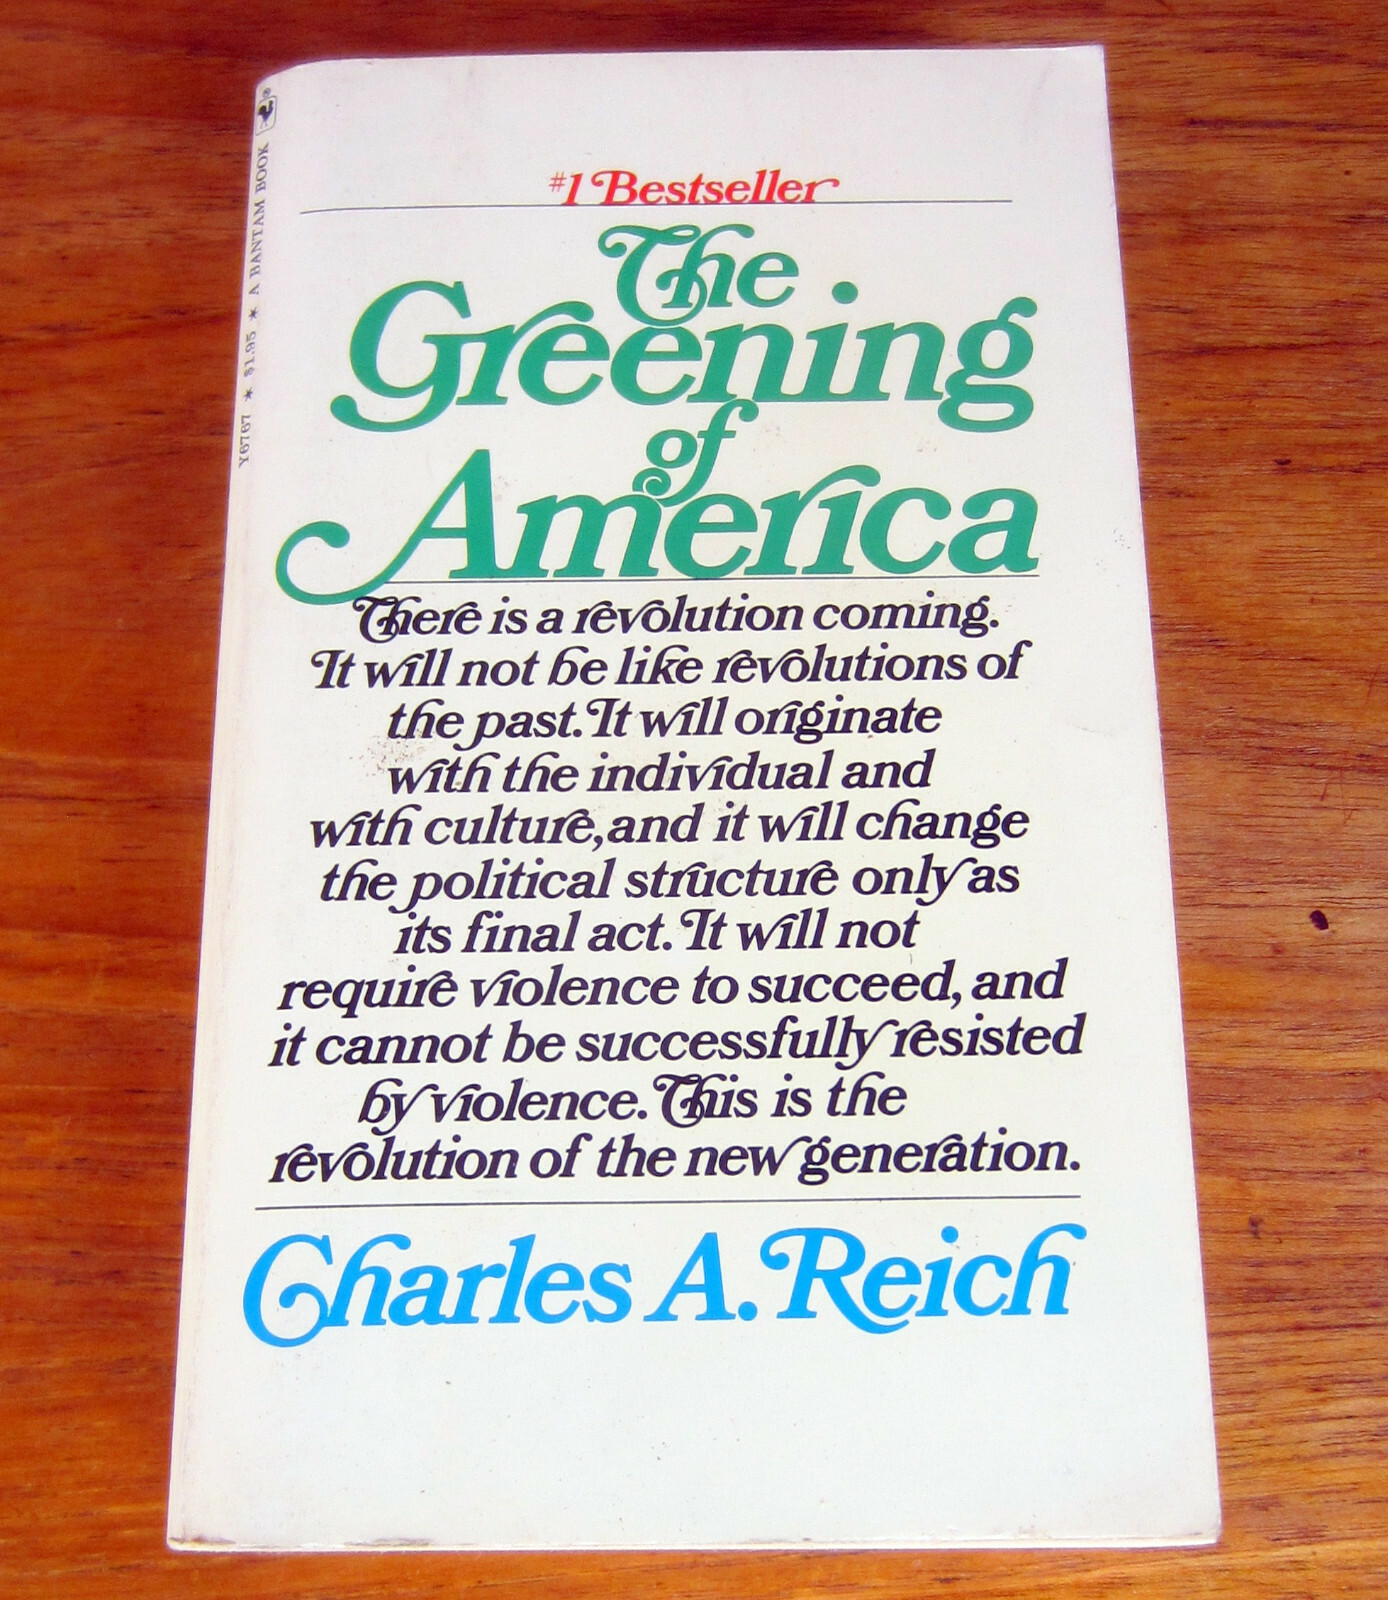 #1 Bestseller
The
Greening
of
America
There is a revolution coming.
It will not be like revolutions of
the past. It will originate
with the individual and
with culture, and it will change
the political structure only as
its final act. It will not
require violence to succeed, and
it cannot be successfully resisted
by violence. This is the
revolution of the new generation.
Charles A. Reich
Y6767 * $1.95 * A BANTAM BOOK ®